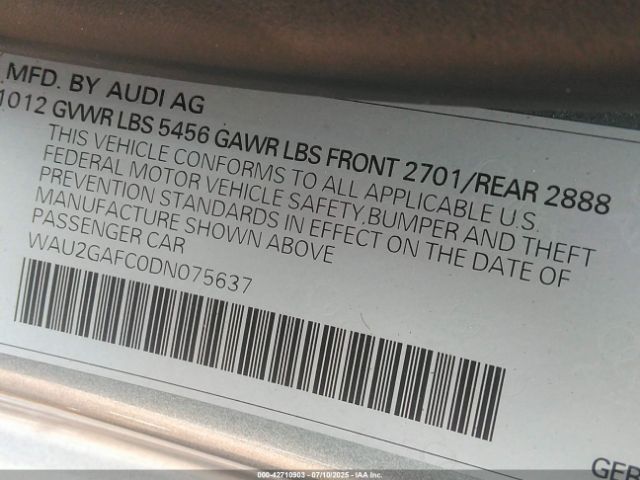 MFD. BY AUDI AG
1012 GVWR LBS 5456 GAWR LBS FRONT 2701/REAR 2888
THIS VEHICLE CONFORMS TO ALL APPLICABLE U.S.
FEDERAL MOTOR VEHICLE SAFETY,BUMPER AND THEFT
PREVENTION STANDARDS IN EFFECT ON THE DATE OF
MANUFACTURE SHOWN ABOVE
PASSENGER CAR
WAU2GAFC0DN075637
GER
000-42710903 - 07/10/2025 - IAA INC.